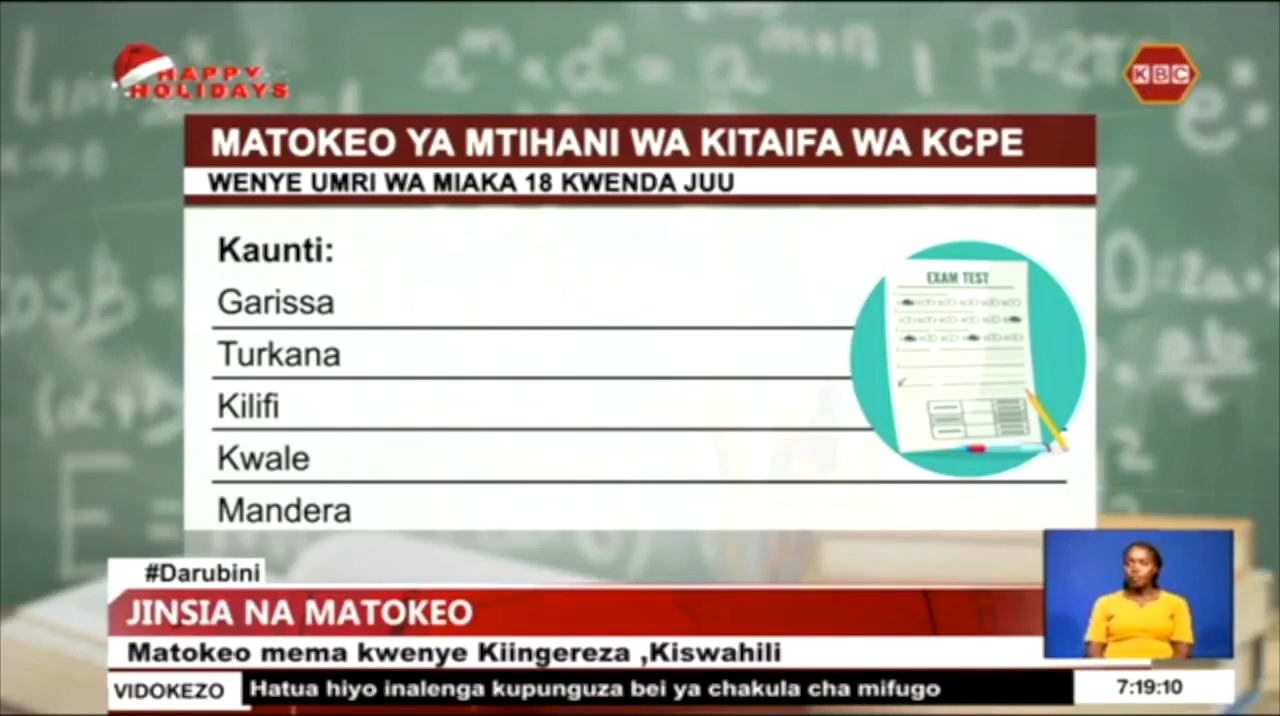 HAPPY
HOLIDAYS
KBC
MATOKEO YA MTIHANI WA KITAIFA WA KCPE
WENYE UMRI WA MIAKA 18 KWENDA JUU
Kaunti:
Garissa
Turkana
Kilifi
Kwale
Mandera
EXAM TEST
#Darubini
JINSIA NA MATOKEO
Matokeo mema kwenye Kiingereza ,Kiswahili
VIDOKEZO
Hatua hiyo inalenga kupunguza bei ya chakula cha mifugo
7:19:10